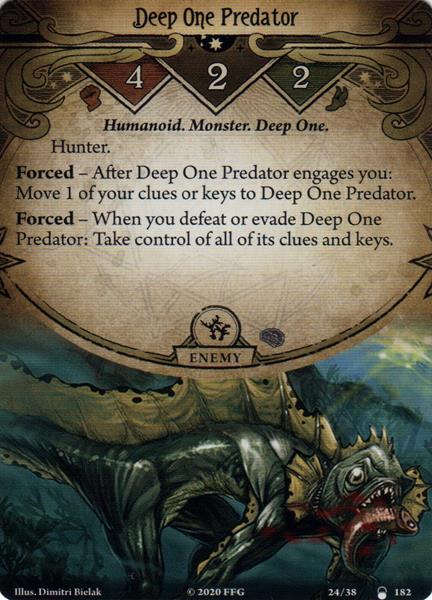 Deep One Predator
4 2 2
Humanoid. Monster. Deep One.
Hunter.
Forced – After Deep One Predator engages you:
Move 1 of your clues or keys to Deep One Predator.
Forced – When you defeat or evade Deep One
Predator: Take control of all of its clues and keys.
ENEMY
Illus. Dimitri Bielak © 2020 FFG 24/38 182